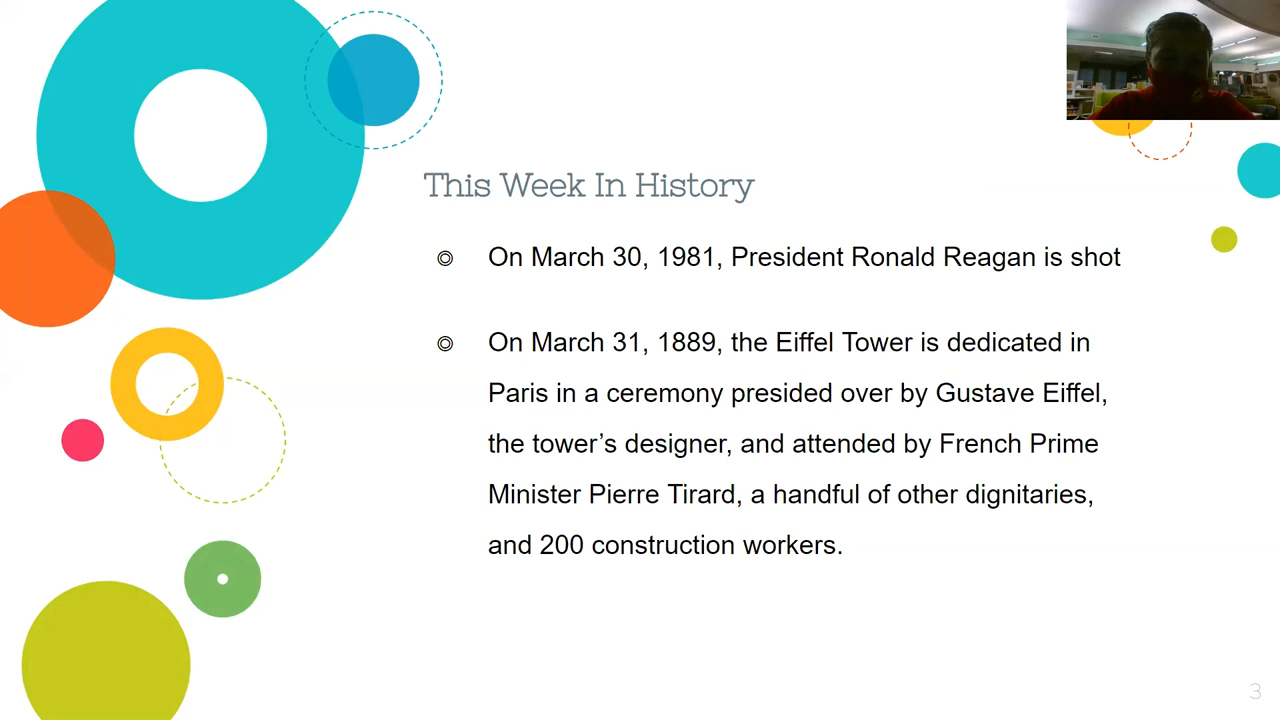 This Week In History
On March 30, 1981, President Ronald Reagan is shot
On March 31, 1889, the Eiffel Tower is dedicated in
Paris in a ceremony presided over by Gustave Eiffel,
the tower’s designer, and attended by French Prime
Minister Pierre Tirard, a handful of other dignitaries,
and 200 construction workers.
3